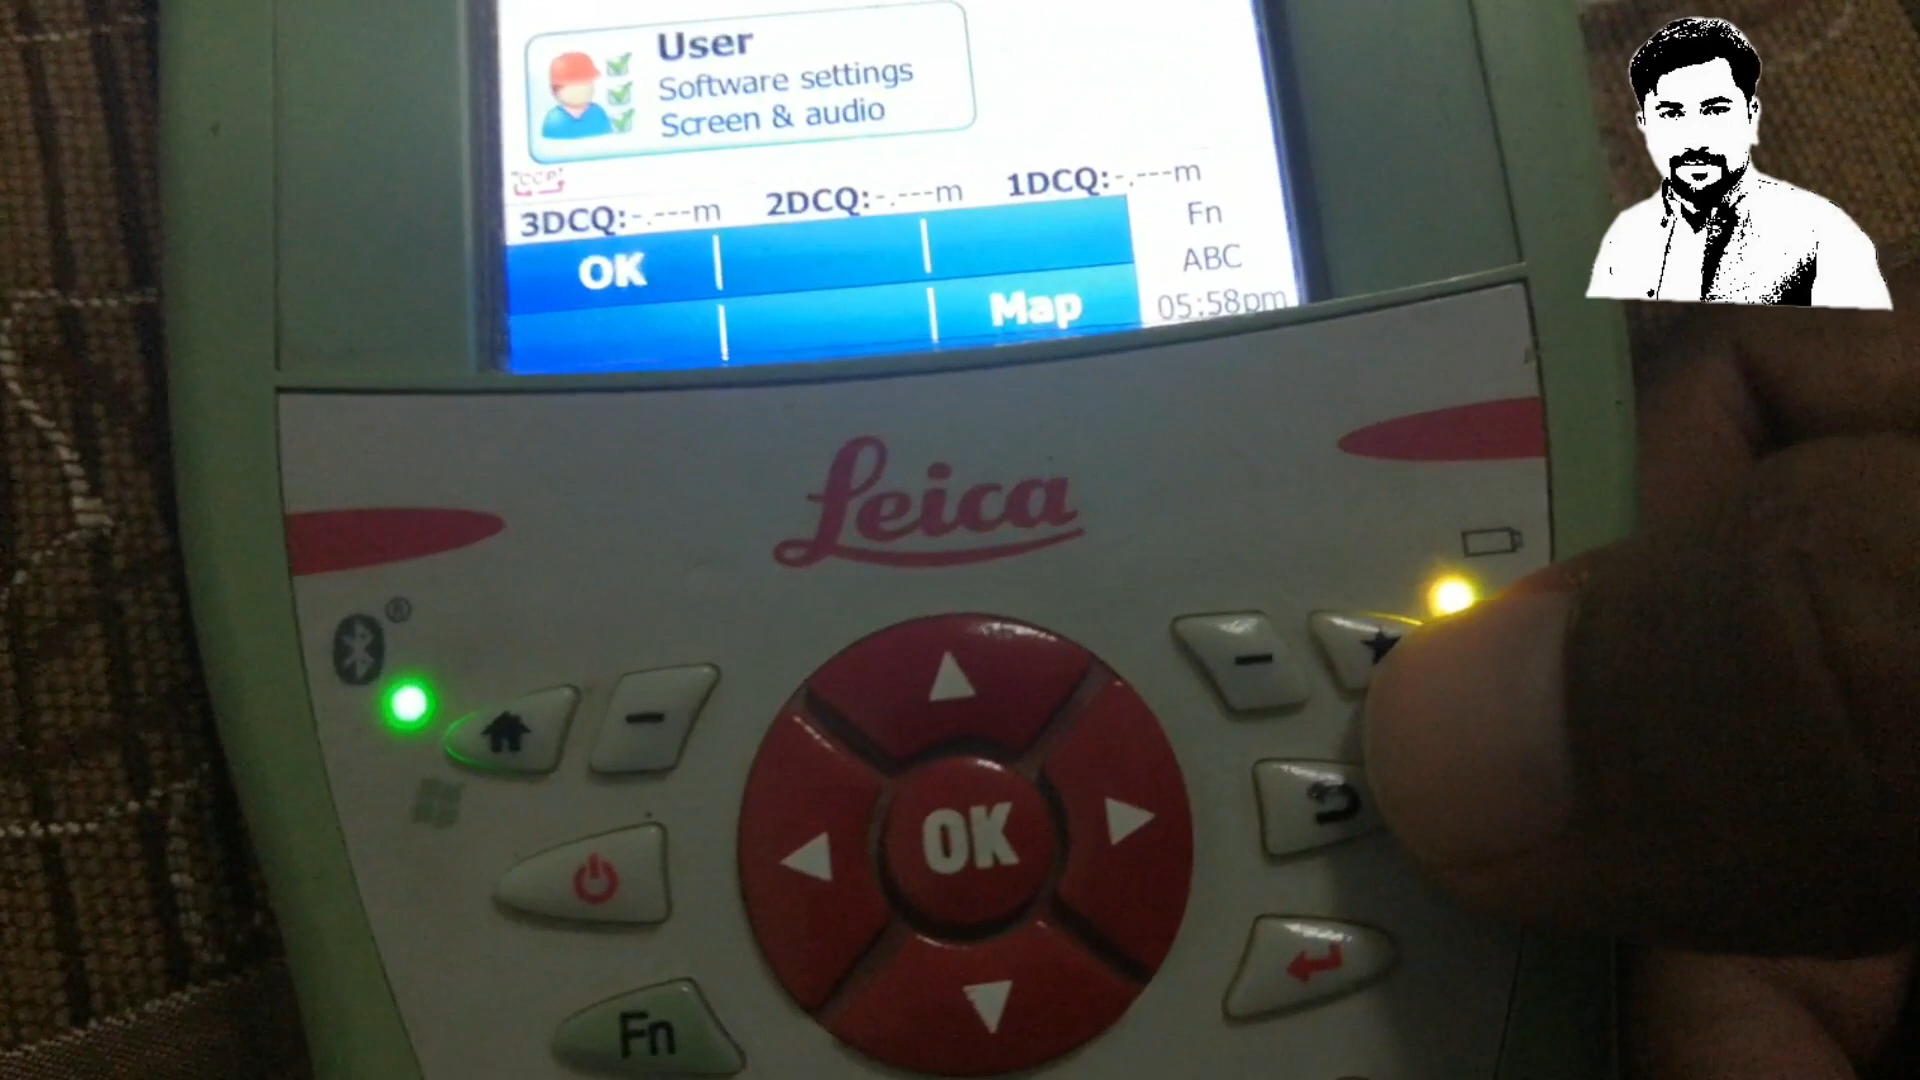 User
Software settings
Screen & audio
3DCQ:-.---m 2DCQ:-.---m 1DCQ:-.---m
OK
Map
Fn
ABC
05:58pm
Leica
®
OK
Fn